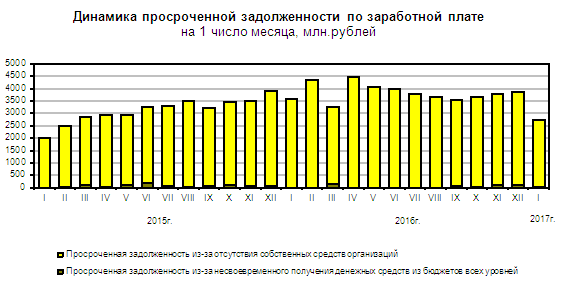 Динамика просроченной задолженности по заработной плате
на 1 число месяца, млн.рублей
5000
4500
4000
3500
3000
2500
2000
1500
1000
500
0
I II III IV V VI VII VIII IX X XI XII I II III IV V VI VII VIII IX X XI XII I
2015г. 2016г. 2017г.
Просроченная задолженность из-за отсутствия собственных средств организаций
Просроченная задолженность из-за несвоевременного получения денежных средств из бюджетов всех уровней